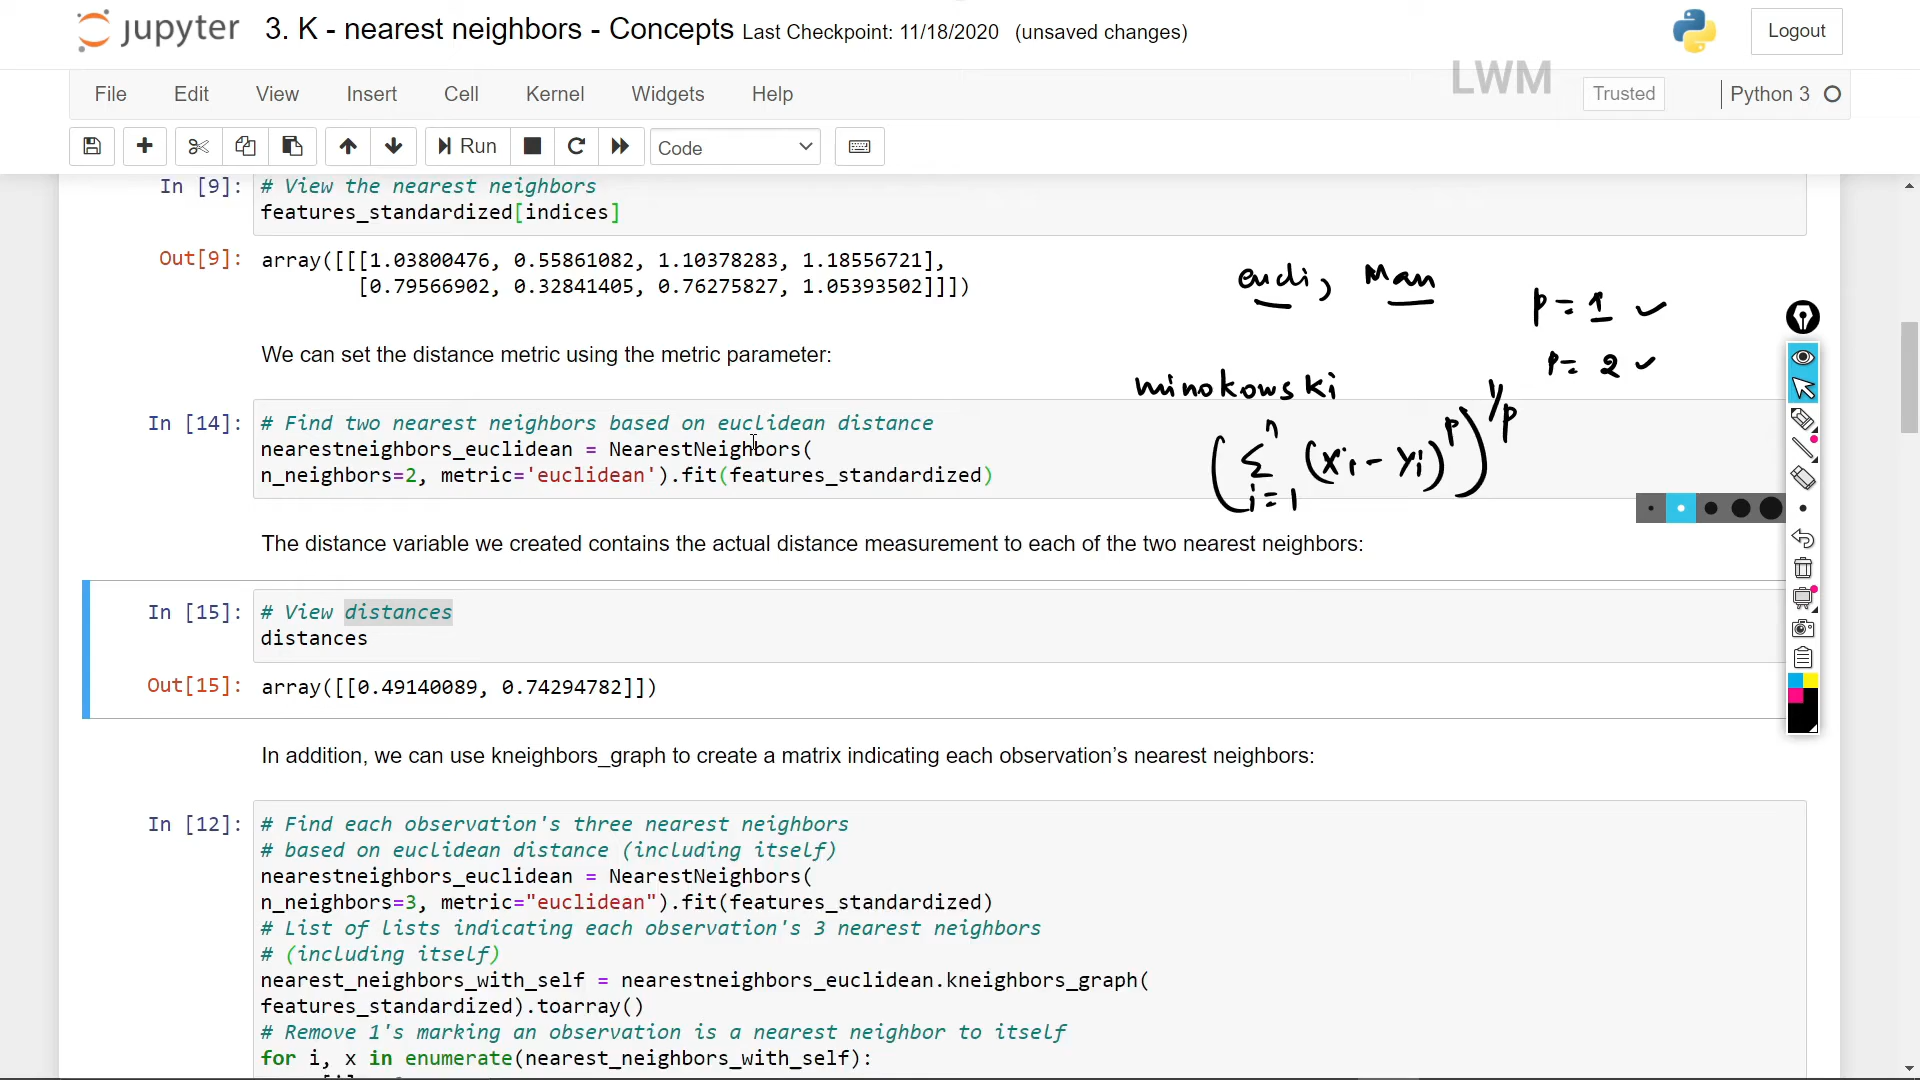 jupyter 3. K - nearest neighbors - Concepts Last Checkpoint: 11/18/2020 (unsaved changes) Logout
LWM
File Edit View Insert Cell Kernel Widgets Help Trusted Python 3
Run Code
In [9]: # View the nearest neighbors
features_standardized[indices]
Out[9]: array([[[1.03800476, 0.55861082, 1.10378283, 1.18556721],
[0.79566902, 0.32841405, 0.76275827, 1.05393502]]])
eudi, Man
p = 1 ✓
p = 2 ✓
We can set the distance metric using the metric parameter:
minokowski
(Σ i=1 n (xi - yi)^p)^1/p
In [14]: # Find two nearest neighbors based on euclidean distance
nearestneighbors_euclidean = NearestNeighbors(
n_neighbors=2, metric='euclidean').fit(features_standardized)
The distance variable we created contains the actual distance measurement to each of the two nearest neighbors:
In [15]: # View distances
distances
Out[15]: array([[0.49140089, 0.74294782]])
In addition, we can use kneighbors_graph to create a matrix indicating each observation’s nearest neighbors:
In [12]: # Find each observation's three nearest neighbors
# based on euclidean distance (including itself)
nearestneighbors_euclidean = NearestNeighbors(
n_neighbors=3, metric="euclidean").fit(features_standardized)
# List of lists indicating each observation's 3 nearest neighbors
# (including itself)
nearest_neighbors_with_self = nearestneighbors_euclidean.kneighbors_graph(
features_standardized).toarray()
# Remove 1's marking an observation is a nearest neighbor to itself
for i, x in enumerate(nearest_neighbors_with_self):